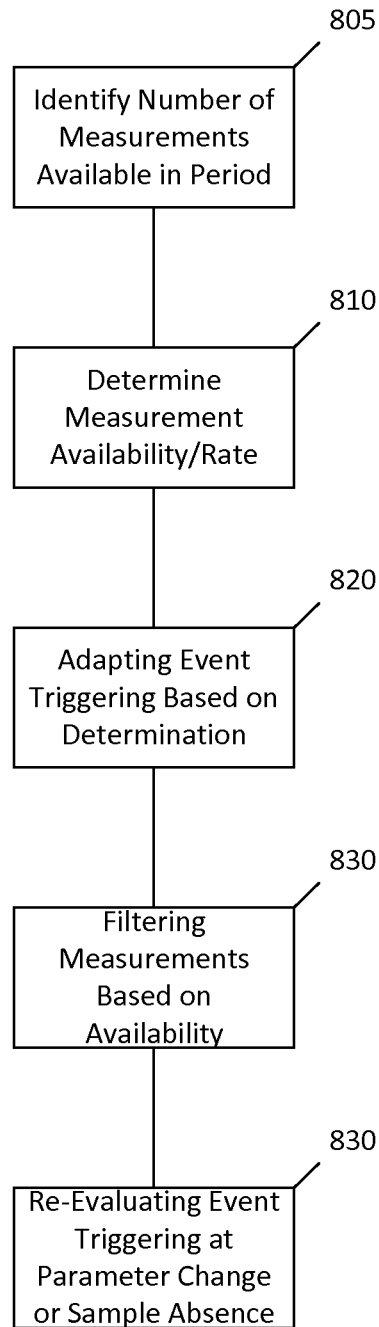 805
Identify Number of
Measurements
Available in Period
810
Determine
Measurement
Availability/Rate
820
Adapting Event
Triggering Based on
Determination
830
Filtering
Measurements
Based on
Availability
830
Re-Evaluating Event
Triggering at
Parameter Change
or Sample Absence